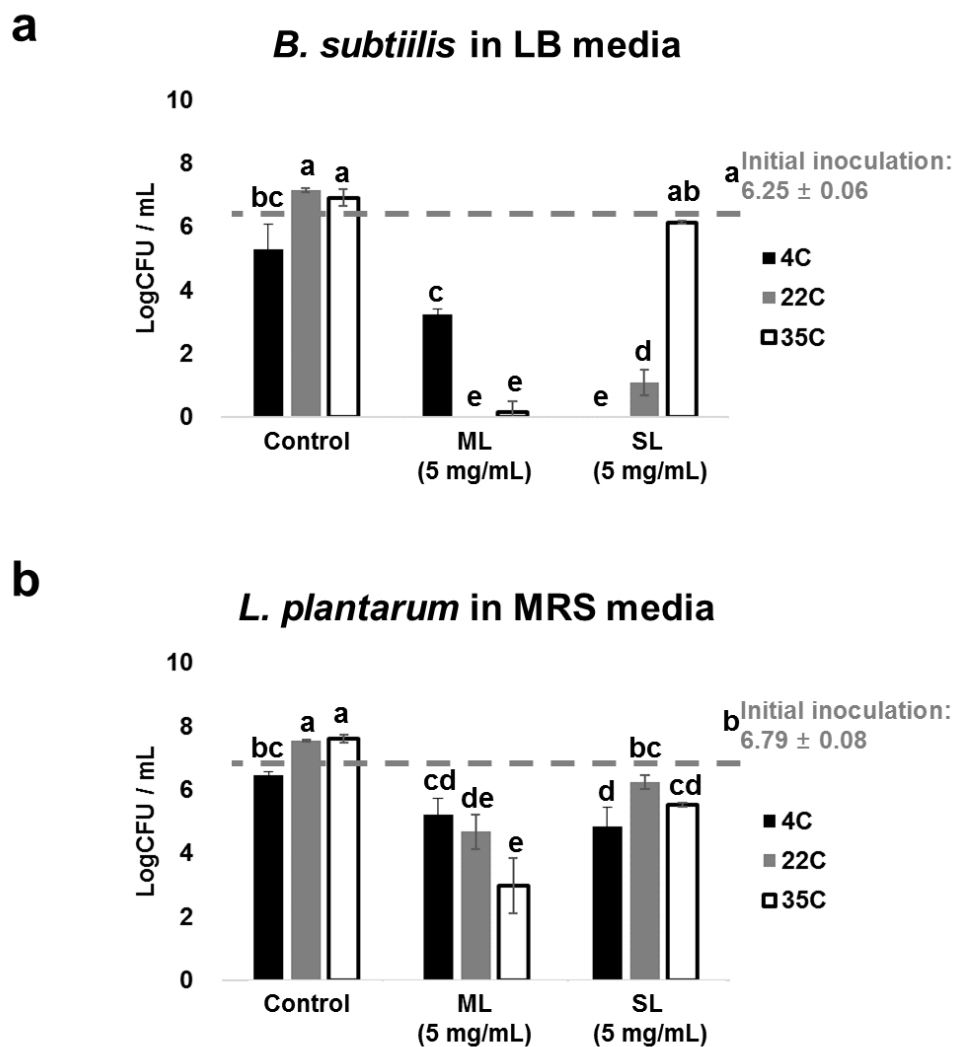 a
B. subtiilis in LB media
10
8
6
4
2
0
LogCFU / mL
bc
a
a
c
e
e
e
d
ab
a
Initial inoculation:
6.25 ± 0.06
4C
22C
35C
Control
ML
(5 mg/mL)
SL
(5 mg/mL)
b
L. plantarum in MRS media
10
8
6
4
2
0
LogCFU / mL
bc
a
a
cd
de
e
d
bc
cd
b
Initial inoculation:
6.79 ± 0.08
4C
22C
35C
Control
ML
(5 mg/mL)
SL
(5 mg/mL)